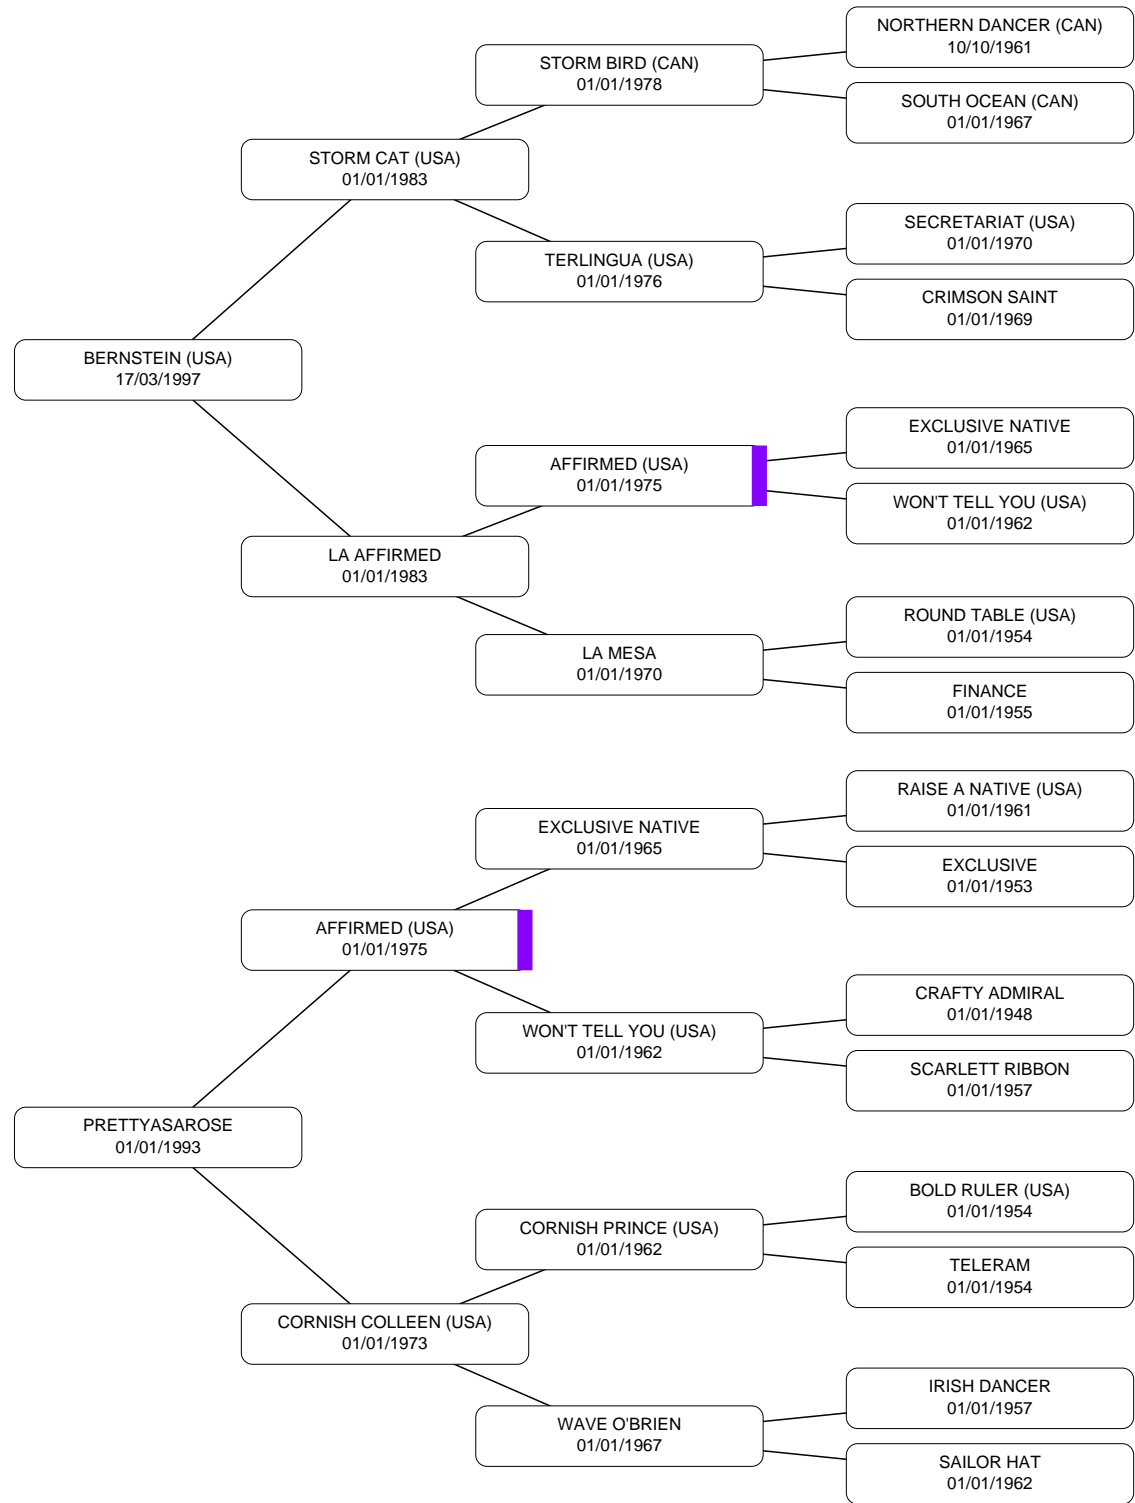 NORTHERN DANCER (CAN)
10/10/1961
STORM BIRD (CAN)
01/01/1978
SOUTH OCEAN (CAN)
01/01/1967
STORM CAT (USA)
01/01/1983
SECRETARIAT (USA)
01/01/1970
TERLINGUA (USA)
01/01/1976
CRIMSON SAINT
01/01/1969
BERNSTEIN (USA)
17/03/1997
EXCLUSIVE NATIVE
01/01/1965
AFFIRMED (USA)
01/01/1975
WON'T TELL YOU (USA)
01/01/1962
LA AFFIRMED
01/01/1983
ROUND TABLE (USA)
01/01/1954
LA MESA
01/01/1970
FINANCE
01/01/1955
RAISE A NATIVE (USA)
01/01/1961
EXCLUSIVE NATIVE
01/01/1965
EXCLUSIVE
01/01/1953
AFFIRMED (USA)
01/01/1975
CRAFTY ADMIRAL
01/01/1948
WON'T TELL YOU (USA)
01/01/1962
SCARLETT RIBBON
01/01/1957
PRETTYASAROSE
01/01/1993
BOLD RULER (USA)
01/01/1954
CORNISH PRINCE (USA)
01/01/1962
TELERAM
01/01/1954
CORNISH COLLEEN (USA)
01/01/1973
IRISH DANCER
01/01/1957
WAVE O'BRIEN
01/01/1967
SAILOR HAT
01/01/1962